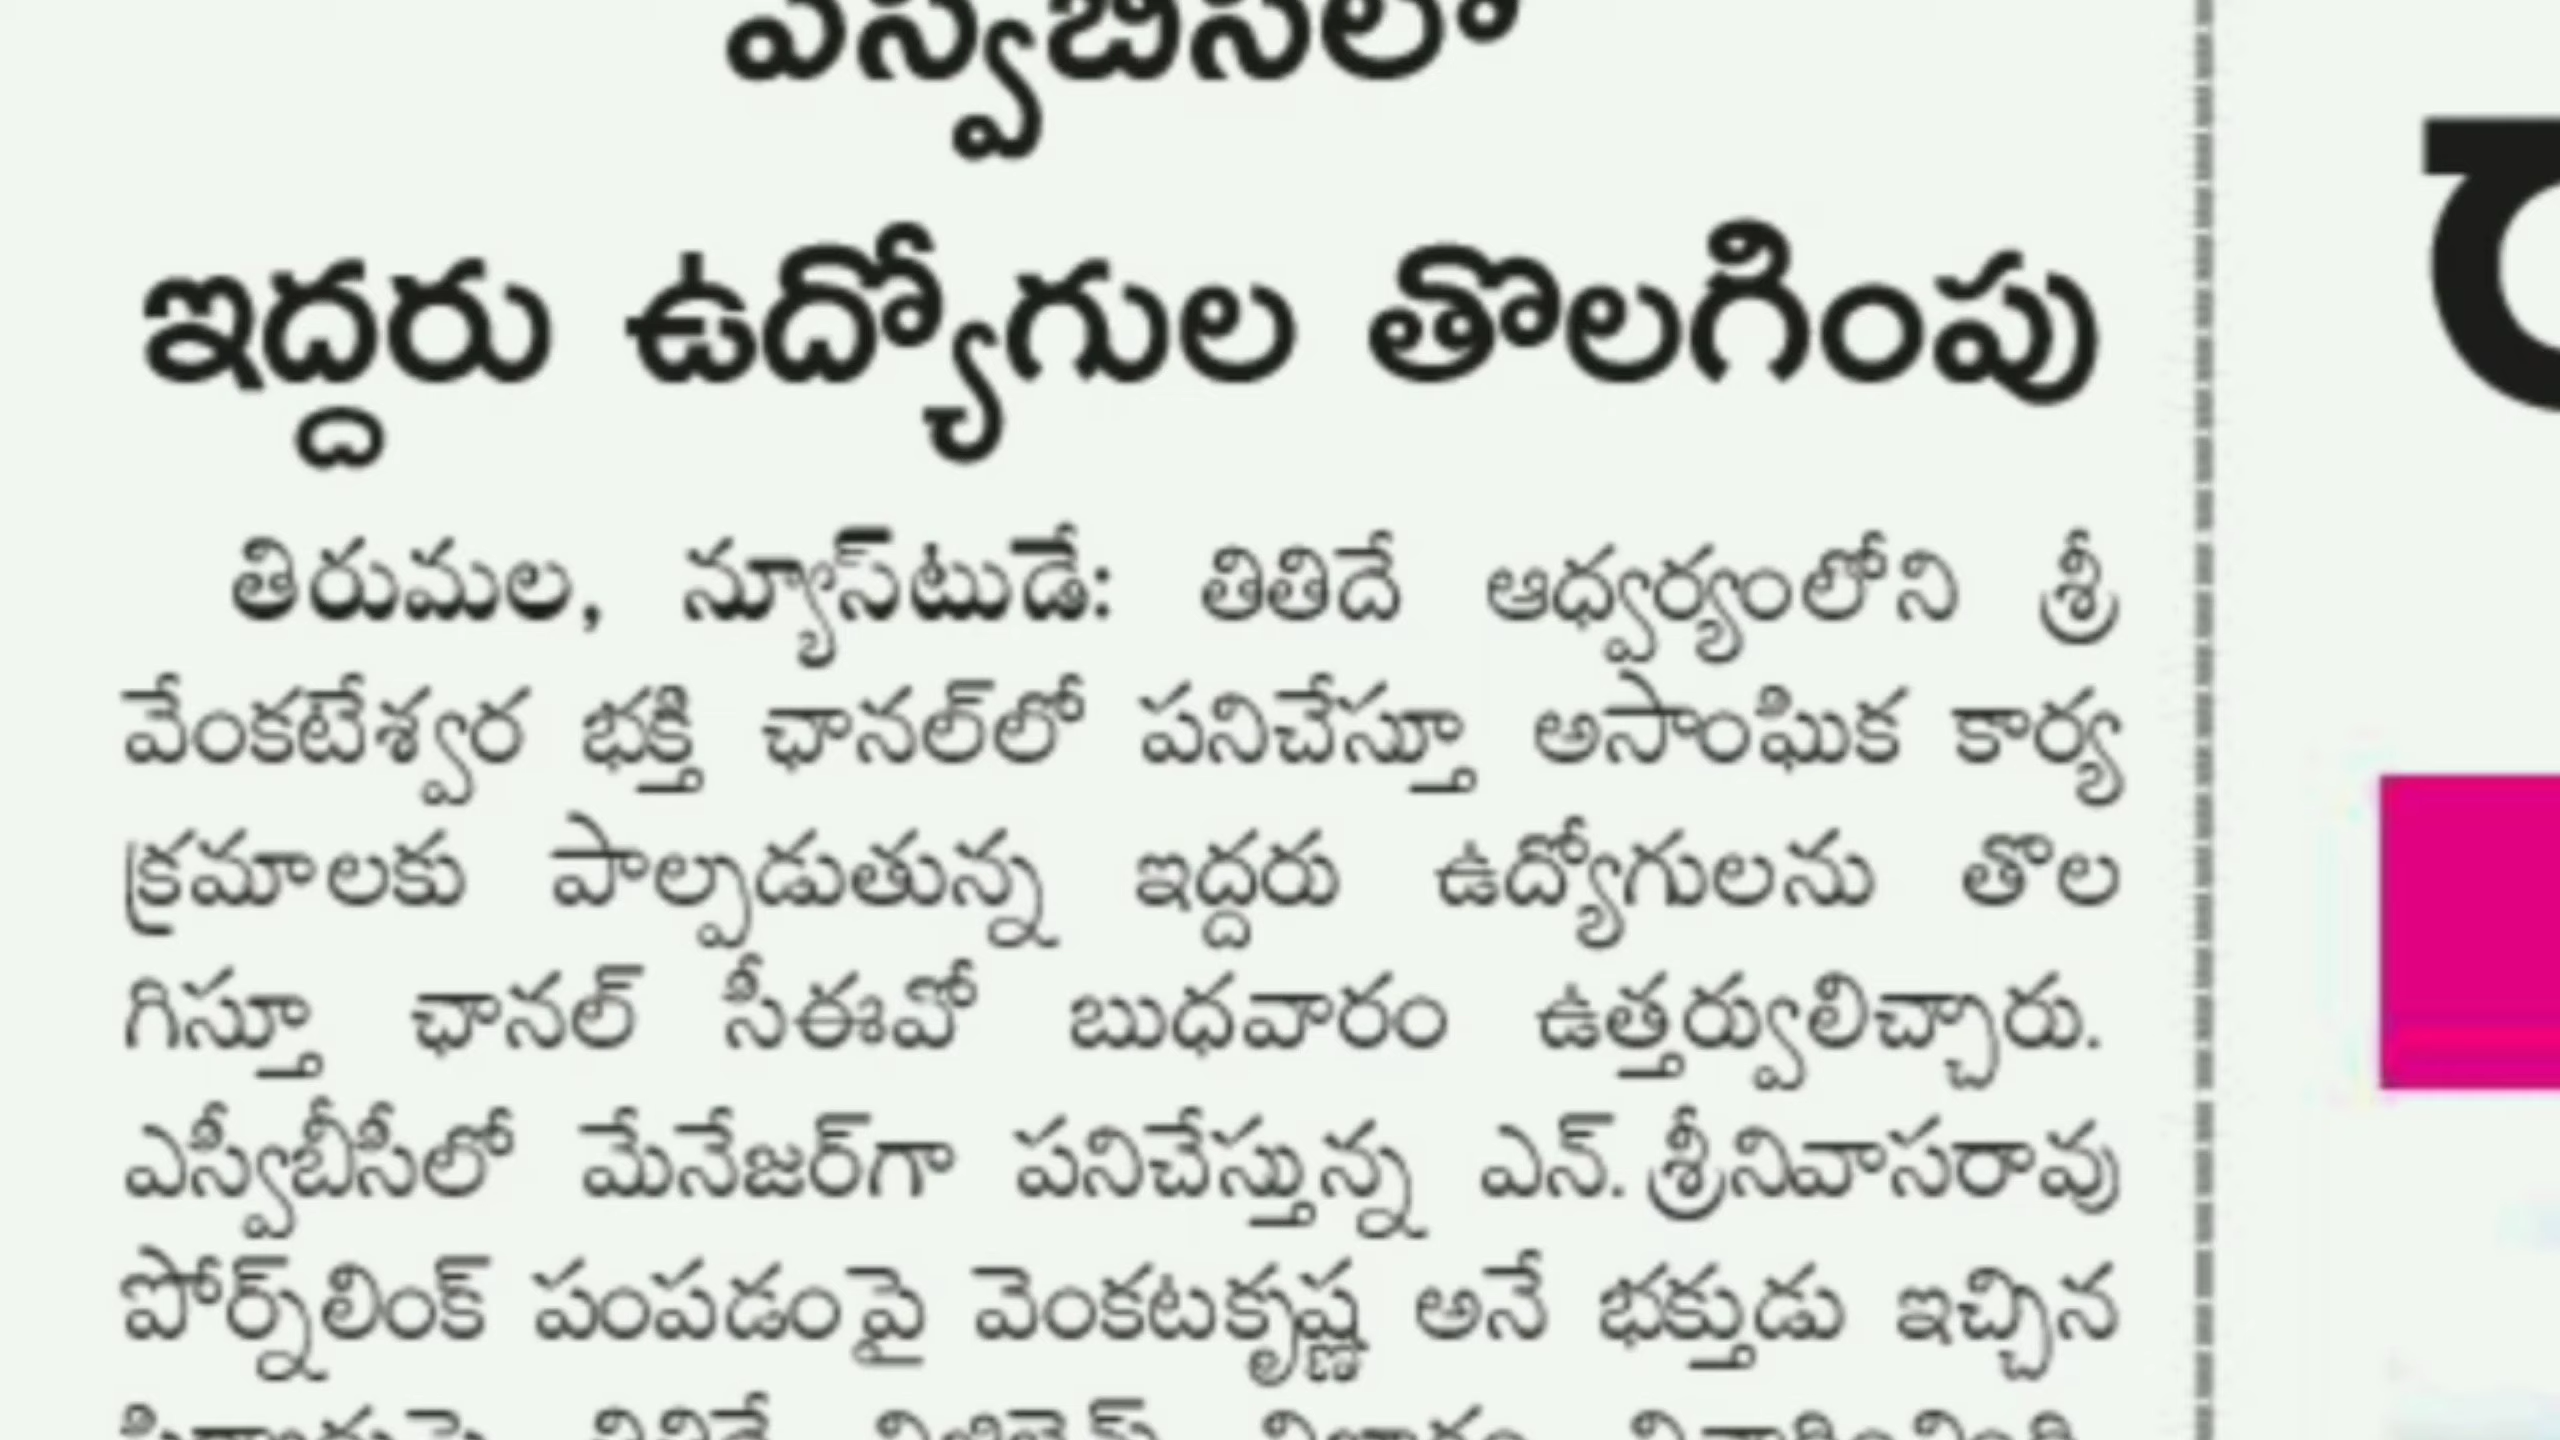 ఎస్వీబీసీలో
ఇద్దరు ఉద్యోగుల తొలగింపు
తిరుమల, న్యూస్‌టుడే: తితిదే ఆధ్వర్యంలోని శ్రీ
వేంకటేశ్వర భక్తి ఛానల్‌లో పనిచేస్తూ అసాంఘిక కార్య
క్రమాలకు పాల్పడుతున్న ఇద్దరు ఉద్యోగులను తొల
గిస్తూ ఛానల్ సీఈవో బుధవారం ఉత్తర్వులిచ్చారు.
ఎస్వీబీసీలో మేనేజర్‌గా పనిచేస్తున్న ఎన్. శ్రీనివాసరావు
పోర్న్‌లింక్ పంపడంపై వెంకటకృష్ణ అనే భక్తుడు ఇచ్చిన